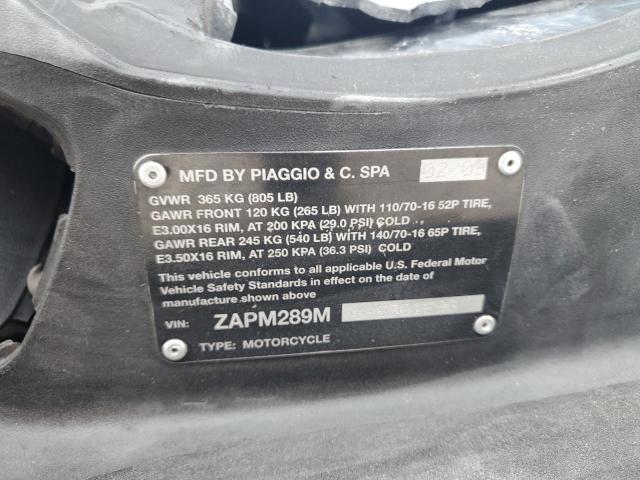 MFD BY PIAGGIO & C. SPA
GVWR 365 KG (805 LB)
GAWR FRONT 120 KG (265 LB) WITH 110/70-16 52P TIRE,
E3.00X16 RIM, AT 200 KPA (29.0 PSI) COLD
GAWR REAR 245 KG (540 LB) WITH 140/70-16 65P TIRE,
E3.50X16 RIM, AT 250 KPA (36.3 PSI) COLD
This vehicle conforms to all applicable U.S. Federal Motor
Vehicle Safety Standards in effect on the date of
manufacture shown above
VIN: ZAPM289M
TYPE: MOTORCYCLE